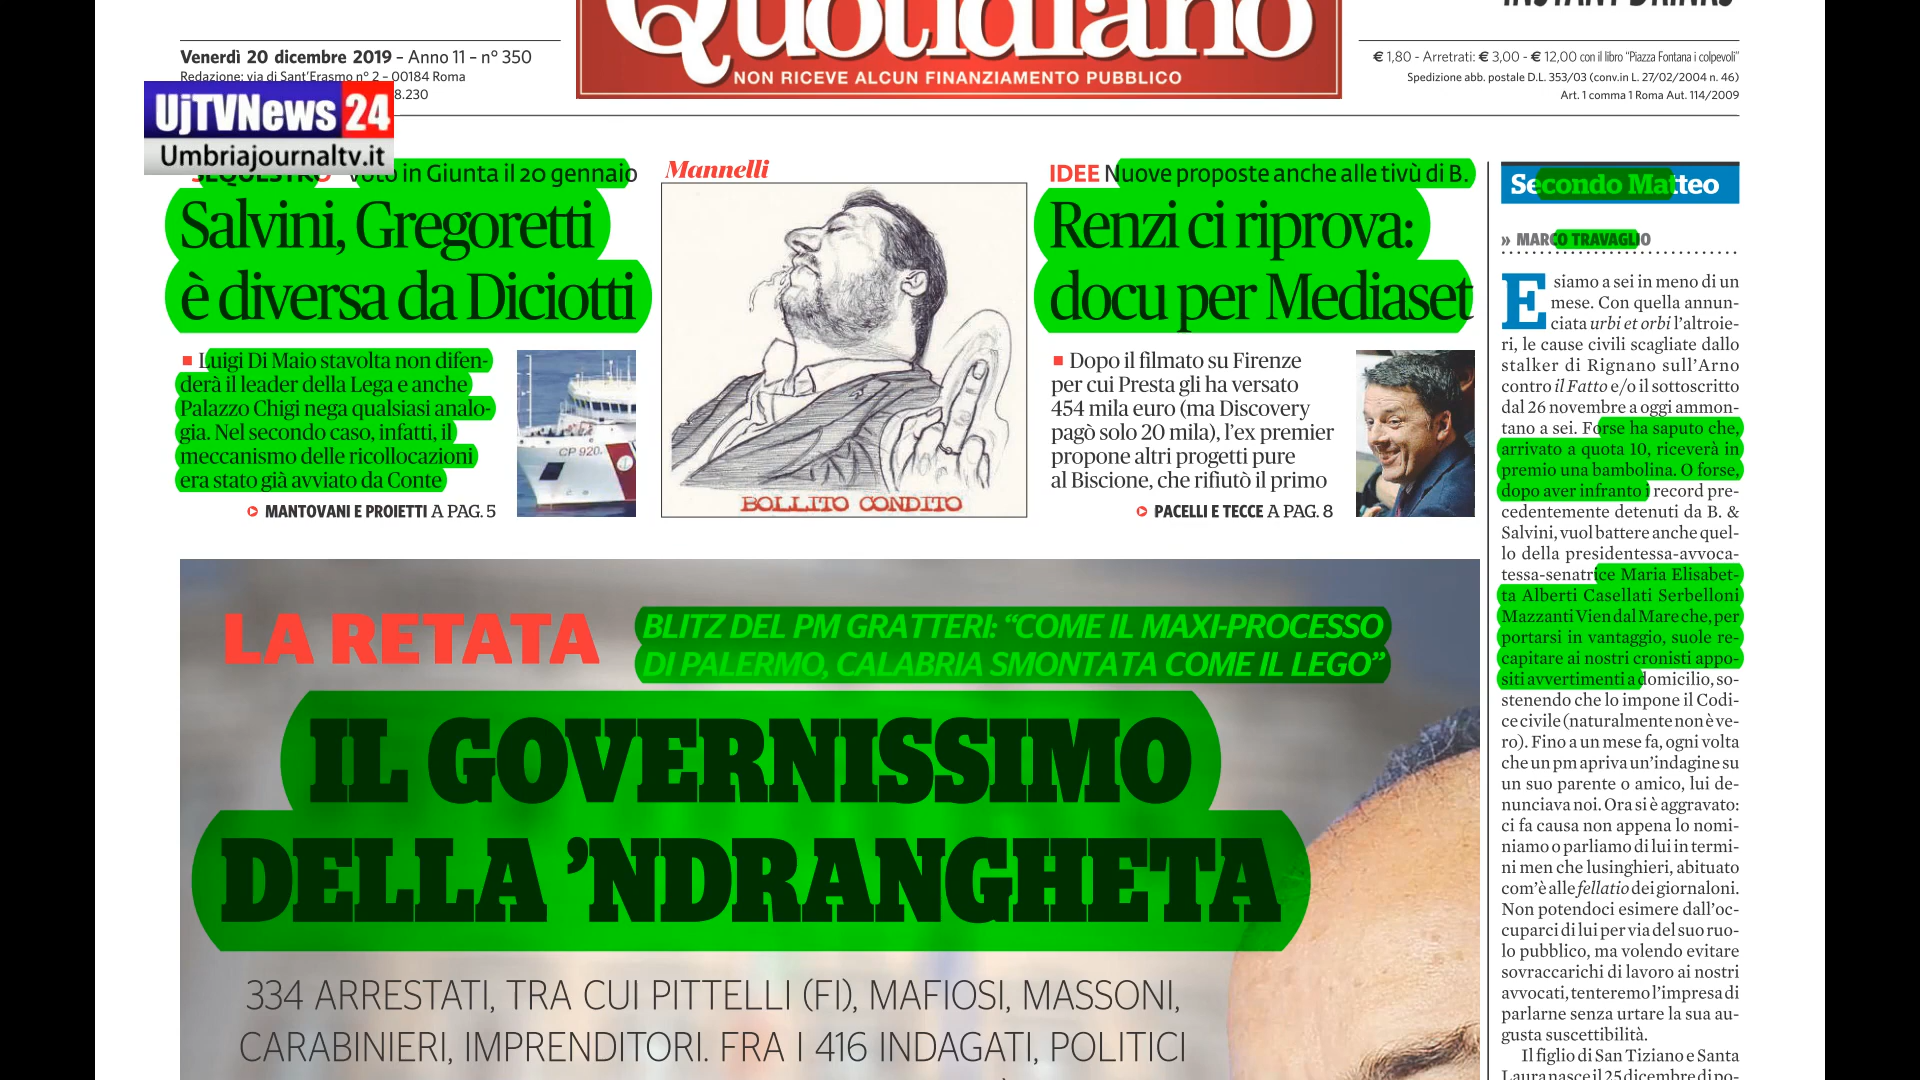 INSTANT DRINKS
Quotidiano
NON RICEVE ALCUN FINANZIAMENTO PUBBLICO
Venerdì 20 dicembre 2019 - Anno 11 - n° 350
Redazione: via di Sant'Erasmo n° 2 - 00184 Roma
8.230
€ 1,80 - Arretrati: € 3,00 - € 12,00 con il libro "Piazza Fontana i colpevoli"
Spedizione abb. postale D.L. 353/03 (conv.in L. 27/02/2004 n. 46)
Art. 1 comma 1 Roma Aut. 114/2009
UjTVNews 24
Umbriajournaltv.it
SEQUESTRO Voto in Giunta il 20 gennaio
Salvini, Gregoretti
è diversa da Diciotti
Luigi Di Maio stavolta non difen-
derà il leader della Lega e anche
Palazzo Chigi nega qualsiasi analo-
gia. Nel secondo caso, infatti, il
meccanismo delle ricollocazioni
era stato già avviato da Conte
MANTOVANI E PROIETTI A PAG. 5
CP 920
Mannelli
BOLLITO CONDITO
IDEE Nuove proposte anche alle tivù di B.
Renzi ci riprova:
docu per Mediaset
Dopo il filmato su Firenze
per cui Presta gli ha versato
454 mila euro (ma Discovery
pagò solo 20 mila), l'ex premier
propone altri progetti pure
al Biscione, che rifiutò il primo
PACELLI E TECCE A PAG. 8
LA RETATA
BLITZ DEL PM GRATTERI: "COME IL MAXI-PROCESSO
DI PALERMO, CALABRIA SMONTATA COME IL LEGO"
IL GOVERNISSIMO
DELLA 'NDRANGHETA
334 ARRESTATI, TRA CUI PITTELLI (FI), MAFIOSI, MASSONI,
CARABINIERI, IMPRENDITORI. FRA I 416 INDAGATI, POLITICI
Secondo Matteo
» MARCO TRAVAGLIO
E siamo a sei in meno di un
mese. Con quella annun-
ciata urbi et orbi l'altroie-
ri, le cause civili scagliate dallo
stalker di Rignano sull'Arno
contro il Fatto e/o il sottoscritto
dal 26 novembre a oggi ammon-
tano a sei. Forse ha saputo che,
arrivato a quota 10, riceverà in
premio una bambolina. O forse,
dopo aver infranto i record pre-
cedentemente detenuti da B. &
Salvini, vuol battere anche quel-
lo della presidentessa-avvoca-
tessa-senatrice Maria Elisabet-
ta Alberti Casellati Serbelloni
Mazzanti Vien dal Mare che, per
portarsi in vantaggio, suole re-
capitare ai nostri cronisti appo-
siti avvertimenti a domicilio, so-
stenendo che lo impone il Codi-
ce civile (naturalmente non è ve-
ro). Fino a un mese fa, ogni volta
che un pm apriva un'indagine su
un suo parente o amico, lui de-
nunciava noi. Ora si è aggravato:
ci fa causa non appena lo nomi-
niamo o parliamo di lui in termi-
ni men che lusinghieri, abituato
com'è alle fellatio dei giornaloni.
Non potendoci esimere dall'oc-
cuparci di lui per via del suo ruo-
lo pubblico, ma volendo evitare
sovraccarichi di lavoro ai nostri
avvocati, tenteremo l'impresa di
parlarne senza urtare la sua au-
gusta suscettibilità.
Il figlio di San Tiziano e Santa
Laura nasce il 25 dicembre di po-